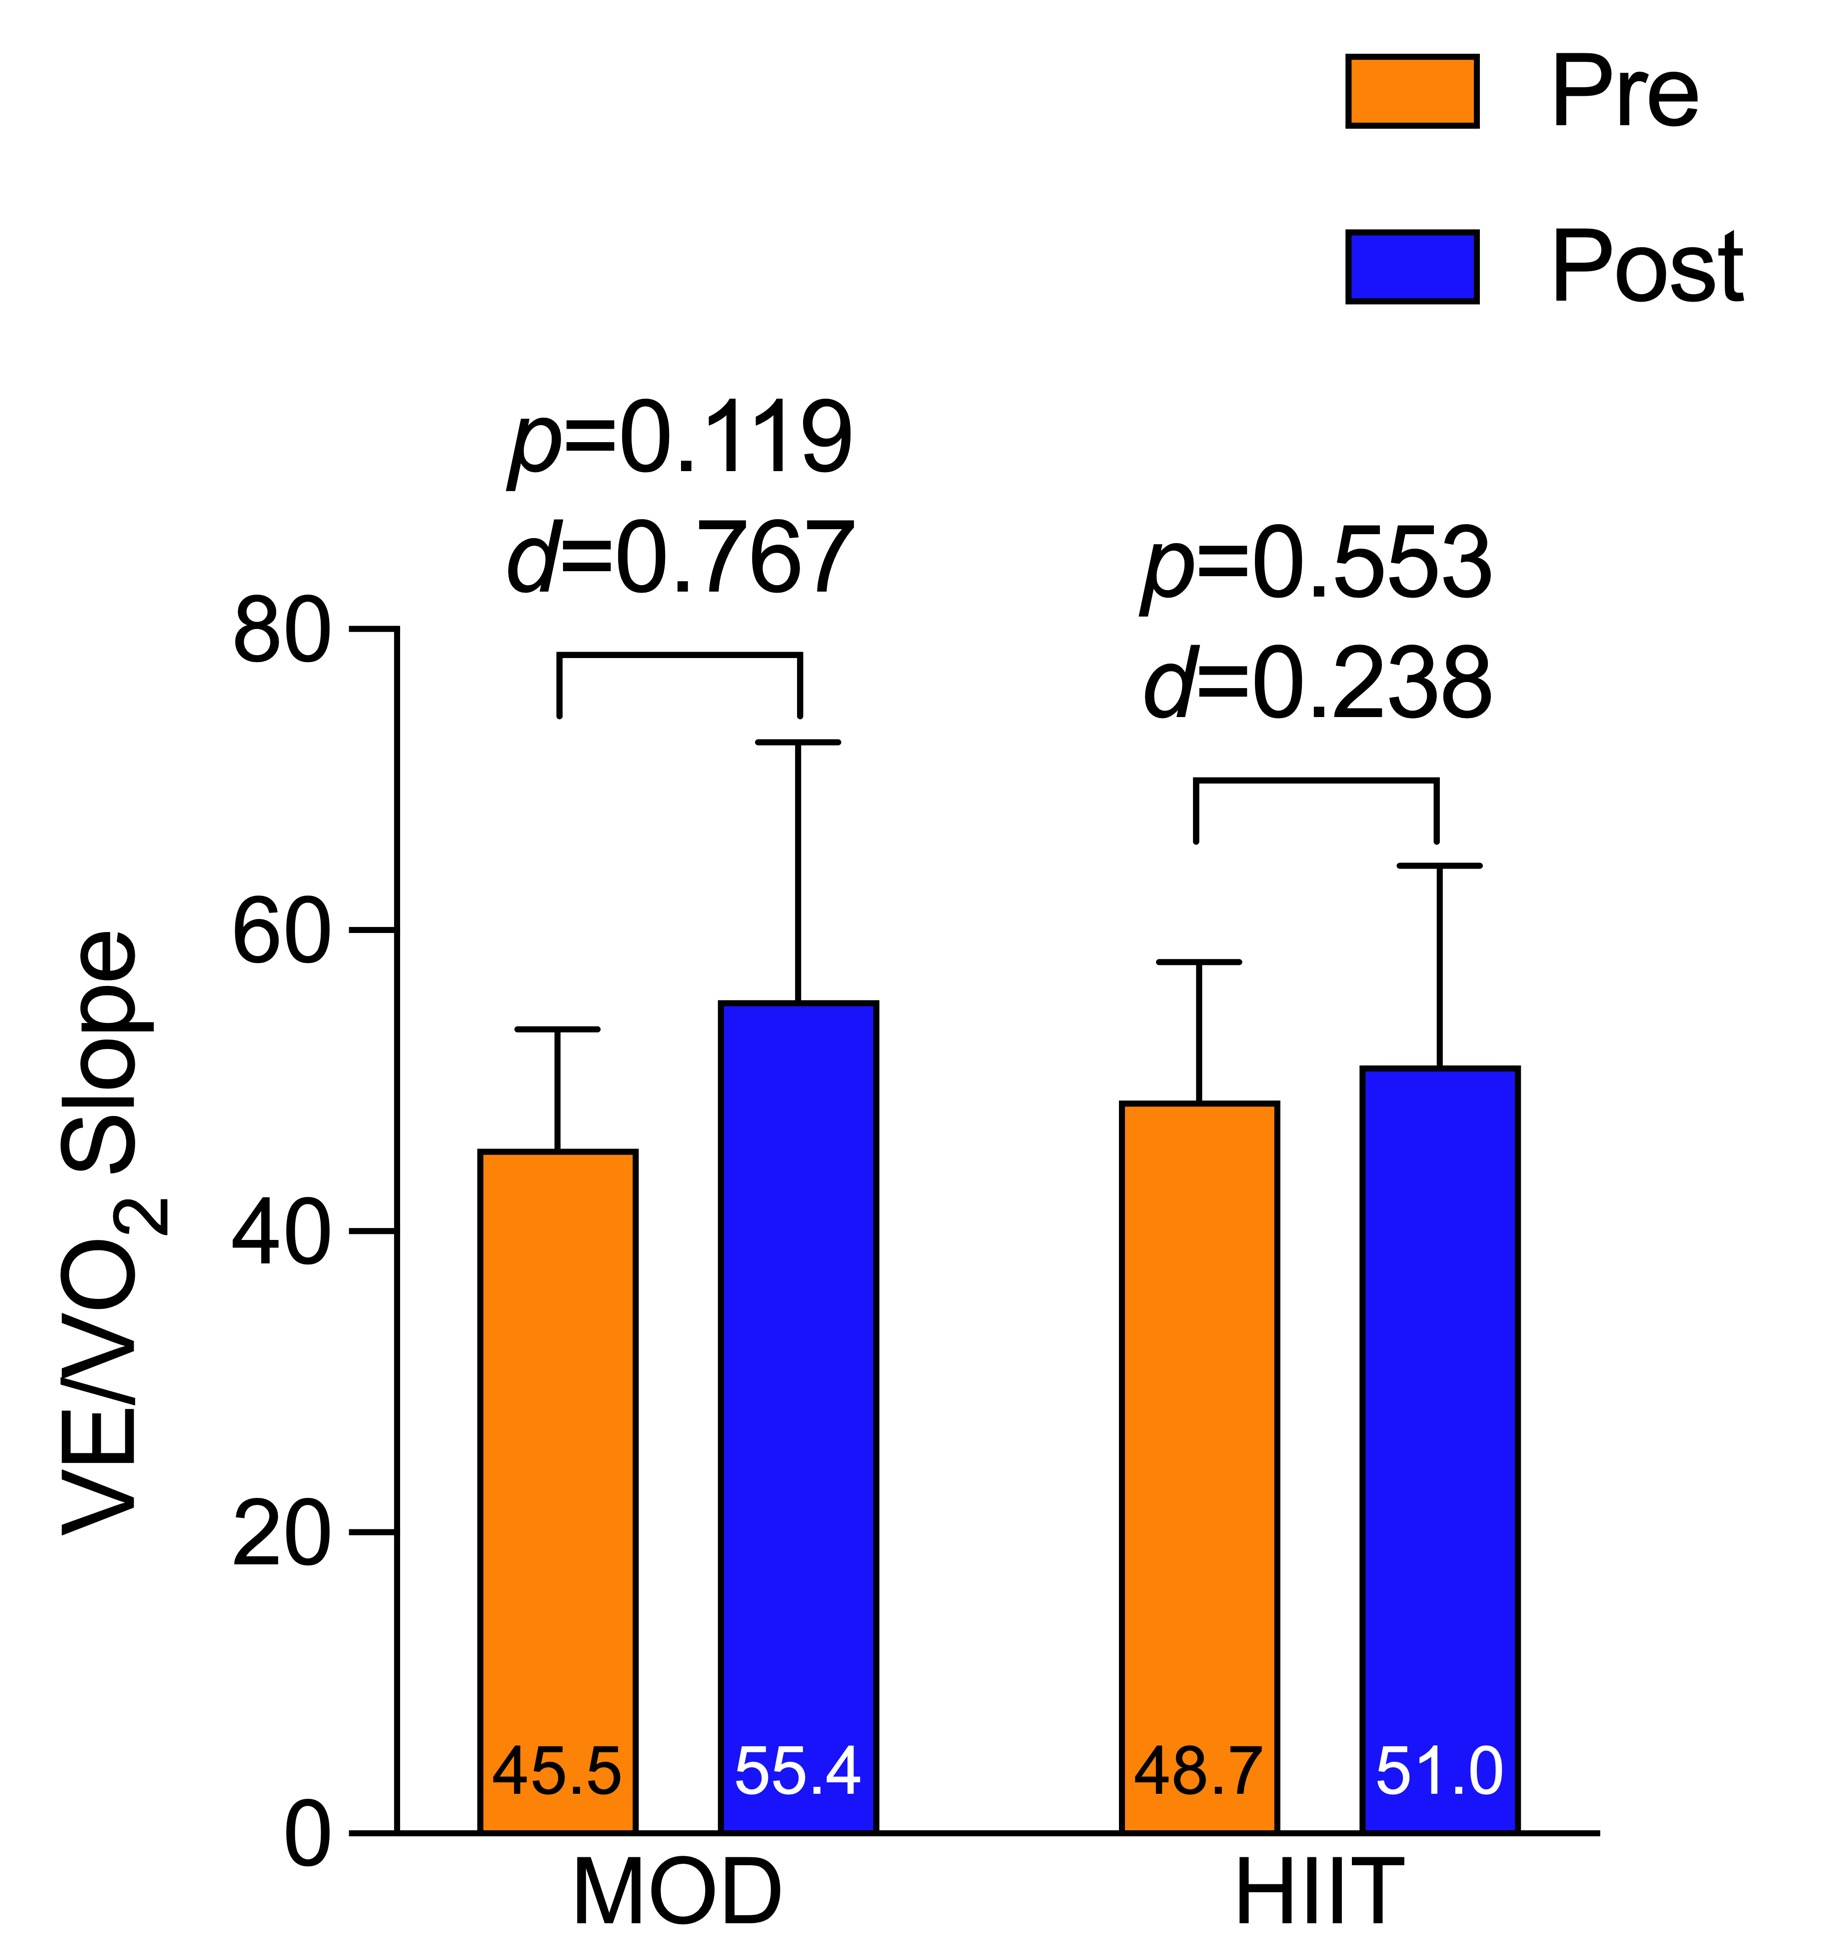 Pre
Post
p=0.119
d=0.767
p=0.553
d=0.238
80
60
40
20
0
VE/VO₂ Slope
45.5
55.4
48.7
51.0
MOD
HIIT